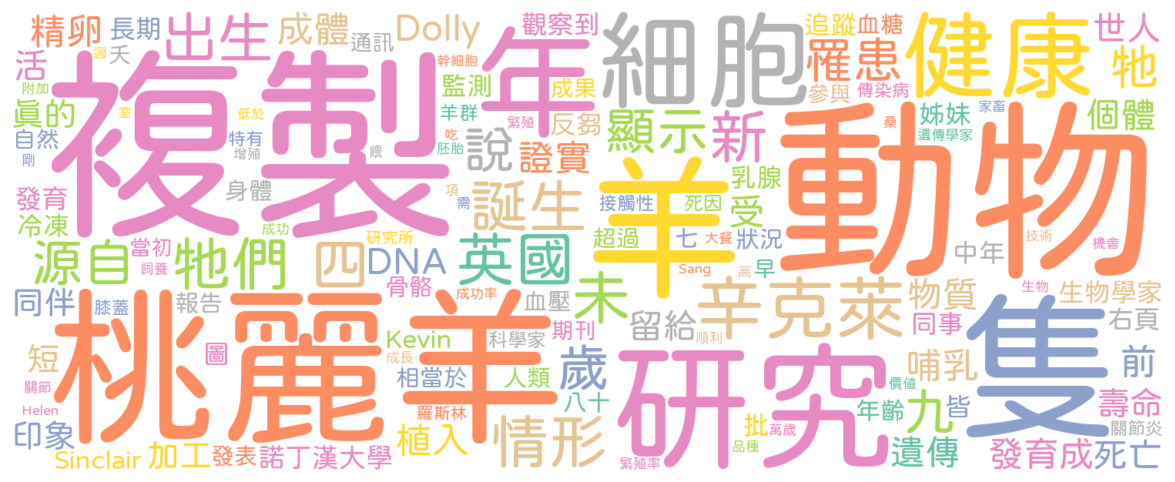 精卵
長期
出生
成體
通訊
Dolly
觀察到
追蹤
血糖
世人
活
週
夭
附加
幹細胞
監測
成果
年
細胞
罹患
參與
傳染病
健康
牠
複製
眞的
室
低於
羊群
繁殖
反芻
顯示
新
姊妹
家畜
個體
自然
剛
特有
增殖
餵
吃
胚胎
說
證實
桑
遺傳學家
動物
發育
身體
冷凍
成功
項
需
誕生
羊
接觸性
死因
乳腺
受
源自
當初
飼養
牠們
四
研究所
DNA
英國
超過
七
大餐
狀況
中年
技術
機會
骨骼
成功率
未
Sang
高
早
同伴
膝蓋
報告
血壓
留給
辛克萊
物質
生物
生物學家
同事
右頁
桃麗羊
短
圖
Kevin
科學家
期刊
順利
隻
成長
歲
研究
哺乳
前
關節
相當於
人類
價値
Helen
羅斯林
八十
年齡
九
皆
壽命
印象
植入
情形
批
萬歲
關節炎
Sinclair
加工
發表
諾丁漢大學
繁殖率
品種
遺傳
發育成
死亡